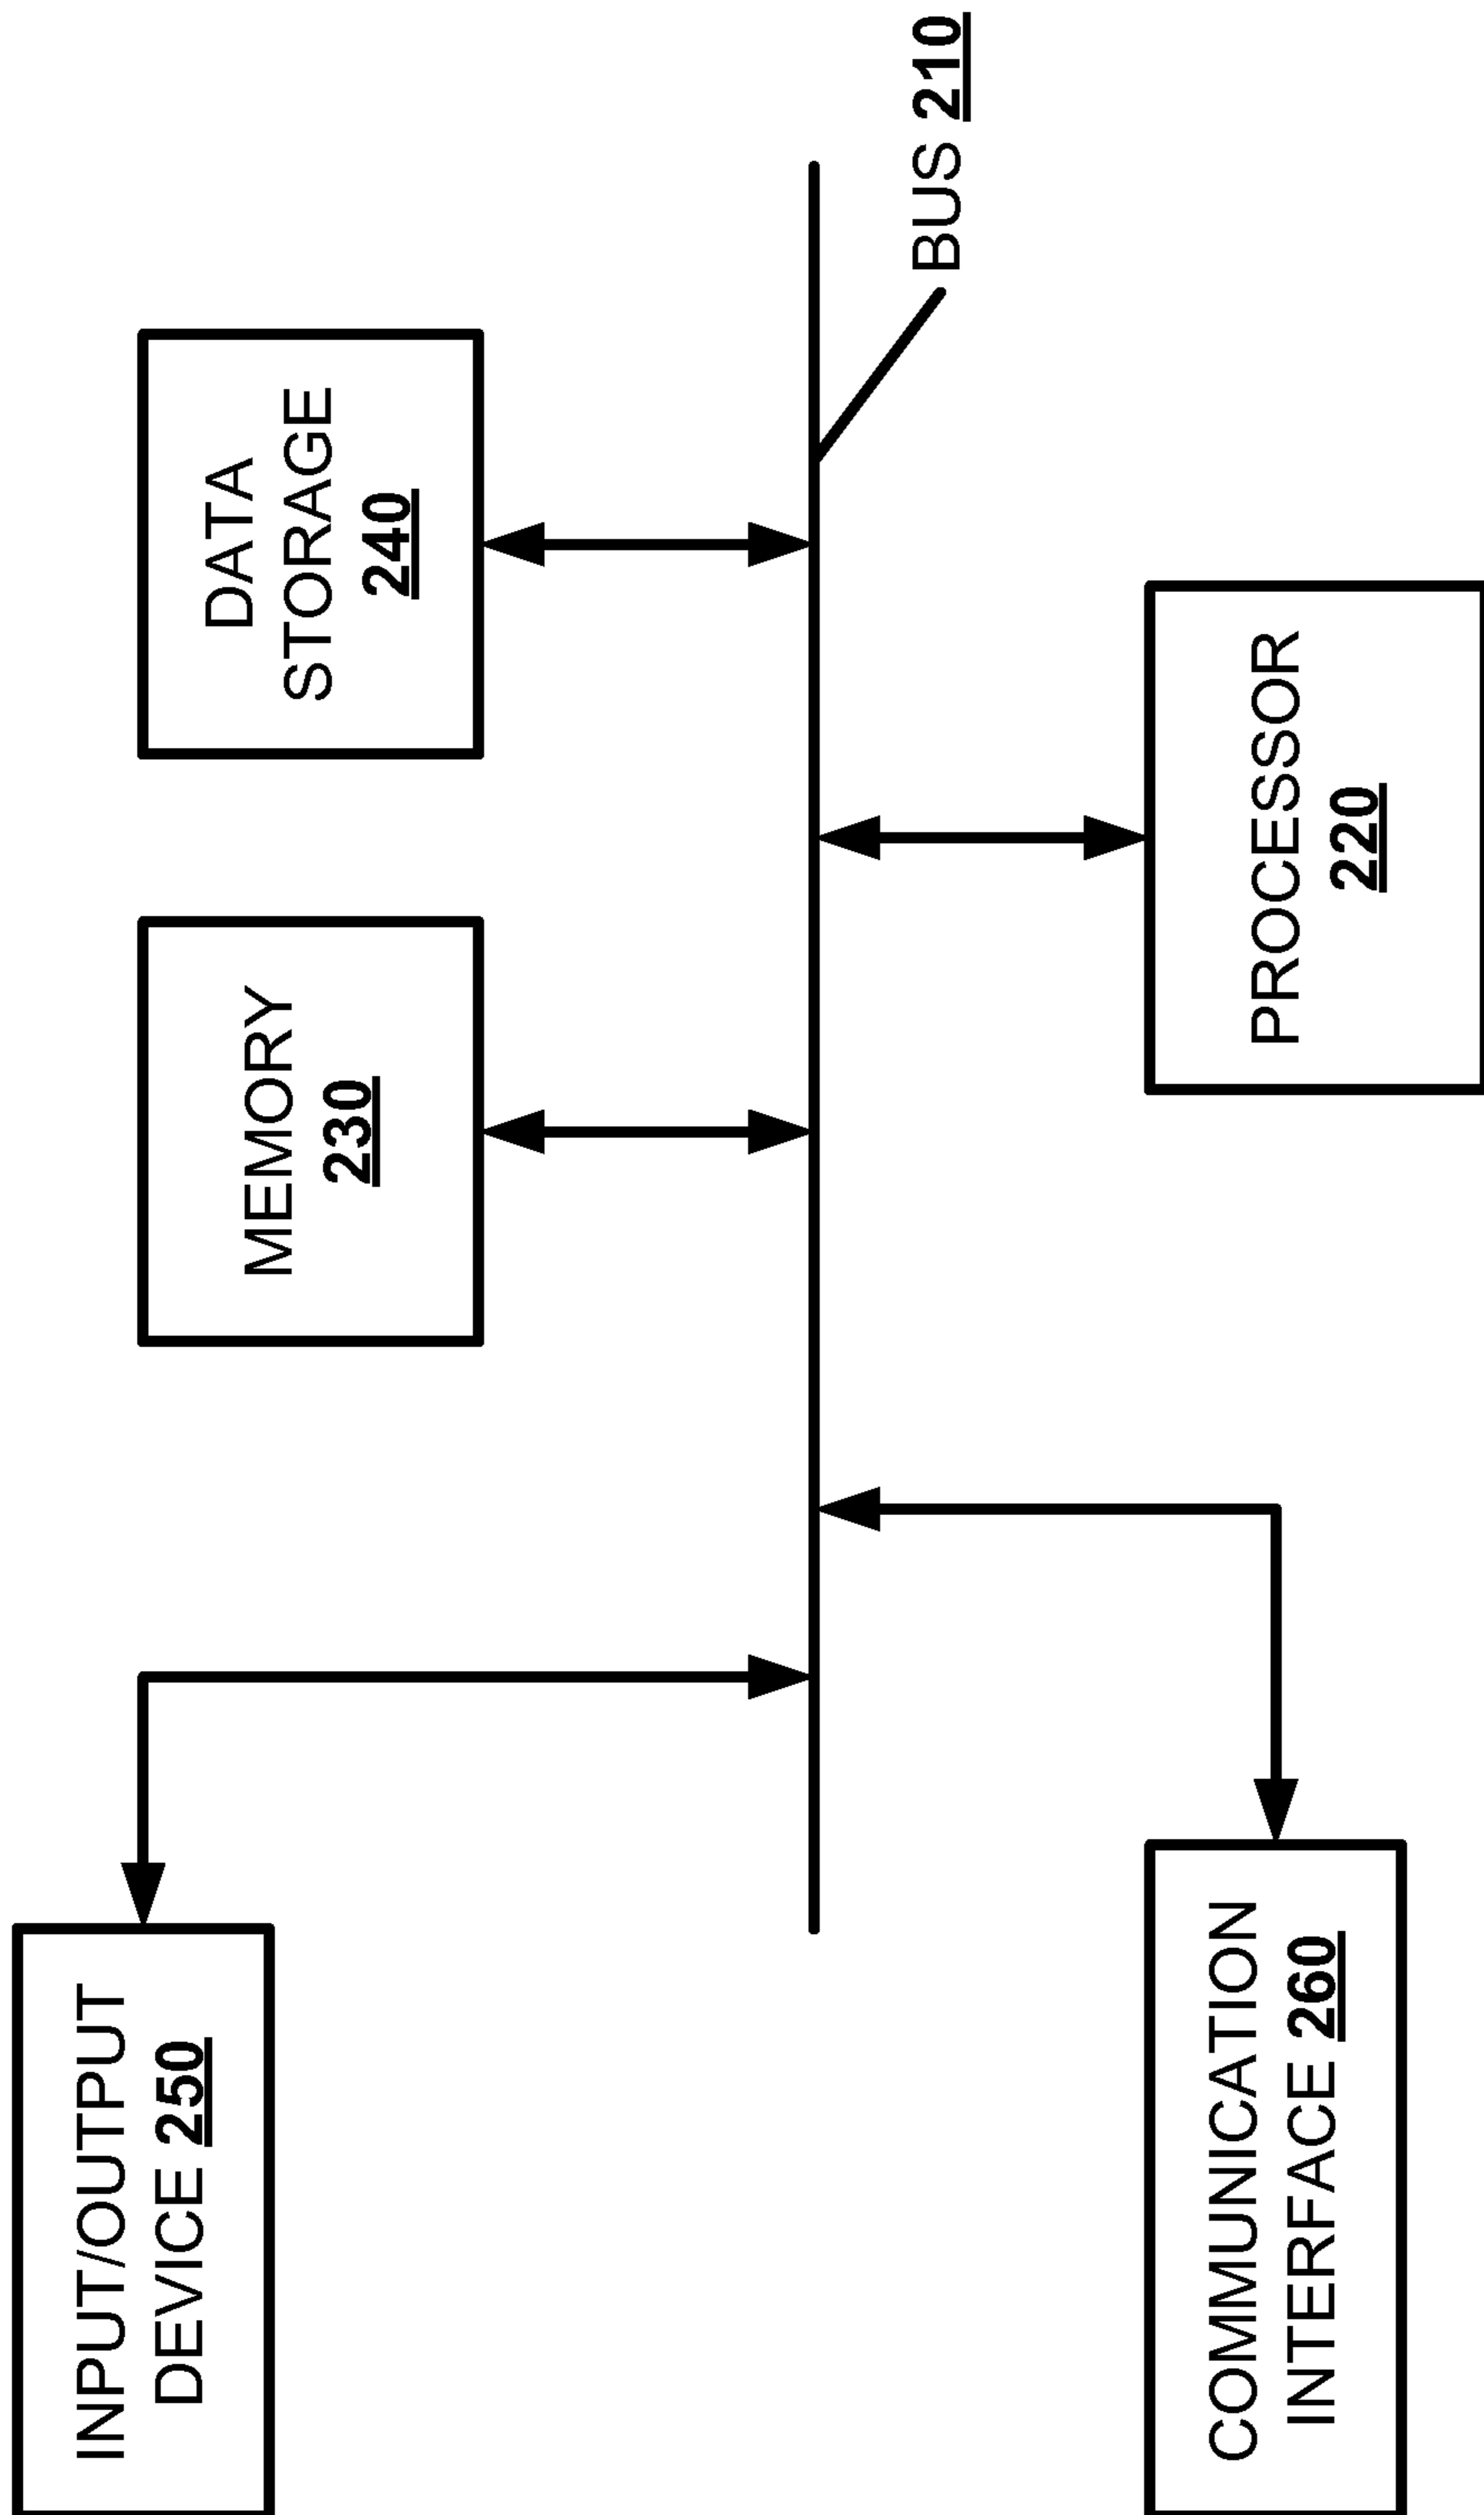 INPUT/OUTPUT
DEVICE 250
MEMORY
230
DATA
STORAGE
240
BUS 210
COMMUNICATION
INTERFACE 260
PROCESSOR
220